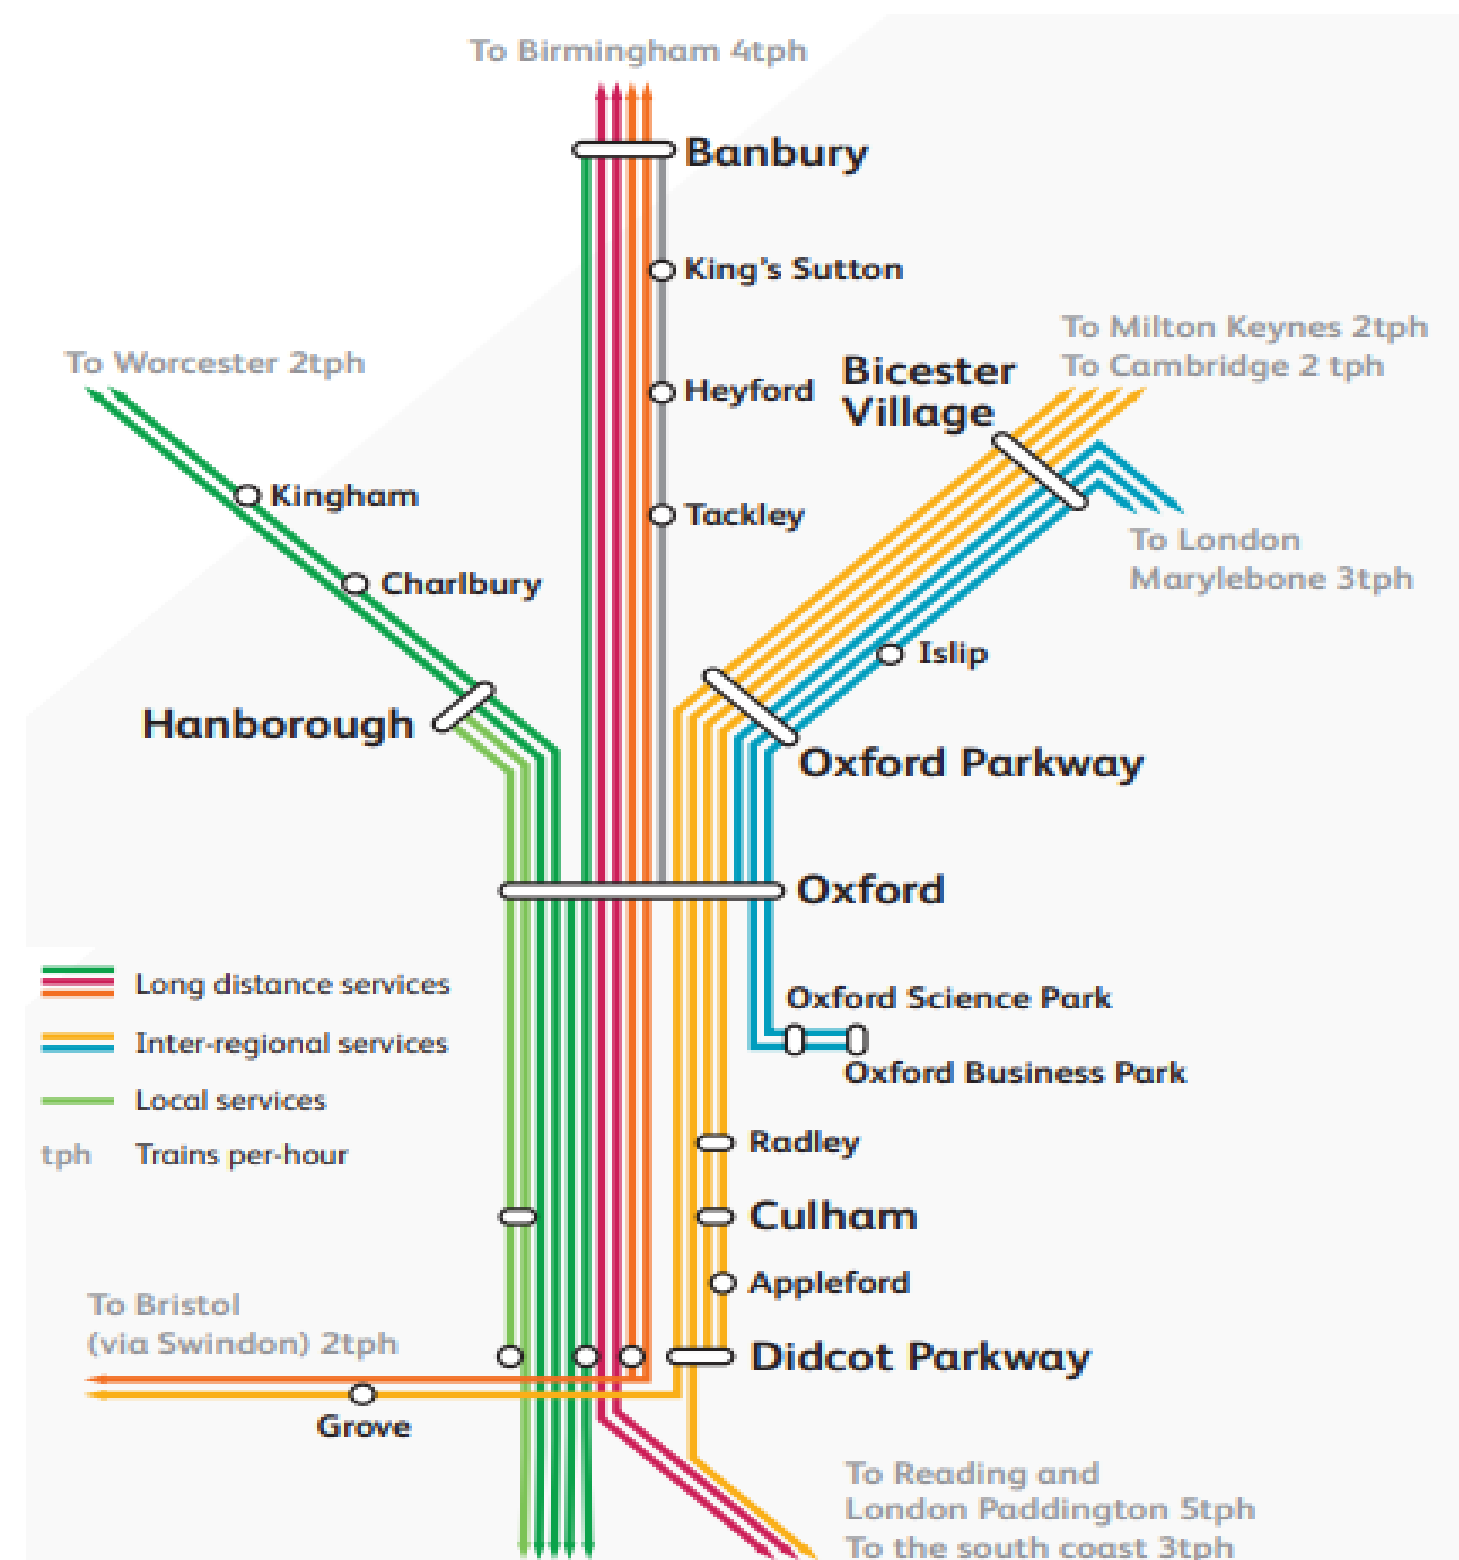 To Birmingham 4tph
Banbury
King's Sutton
To Milton Keynes 2tph
To Cambridge 2 tph
To Worcester 2tph
Bicester
Village
Heyford
Kingham
Tackley
To London
Marylebone 3tph
Charlbury
Islip
Hanborough
Oxford Parkway
Oxford
Long distance services
Oxford Science Park
Inter-regional services
Oxford Business Park
Local services
tph Trains per-hour
Radley
Culham
Appleford
To Bristol
(via Swindon) 2tph
Didcot Parkway
Grove
To Reading and
London Paddington 5tph
To the south coast 3tph